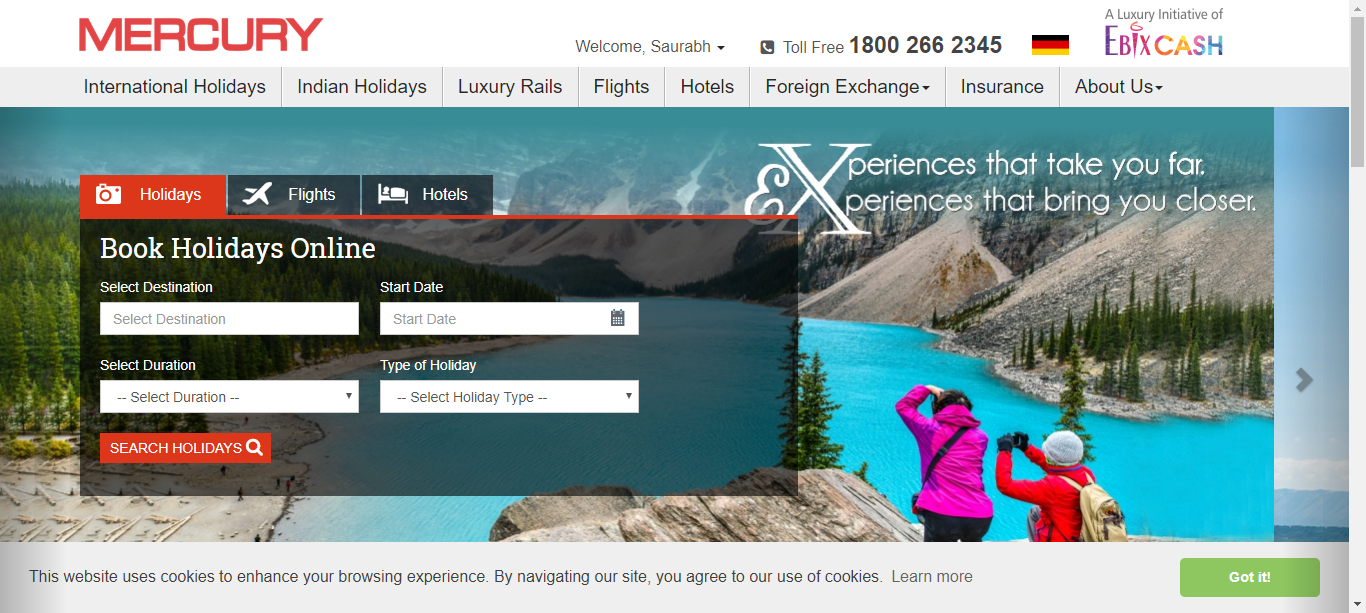 MERCURY
Welcome, Saurabh
Toll Free 1800 266 2345
A Luxury Initiative of
EBIXCASH
International Holidays
Indian Holidays
Luxury Rails
Flights
Hotels
Foreign Exchange
Insurance
About Us
Experiences that take you far.
Experiences that bring you closer.
Holidays
Flights
Hotels
Book Holidays Online
Select Destination
Start Date
Select Destination
Start Date
Select Duration
Type of Holiday
-- Select Duration --
-- Select Holiday Type --
SEARCH HOLIDAYS
This website uses cookies to enhance your browsing experience. By navigating our site, you agree to our use of cookies. Learn more
Got it!